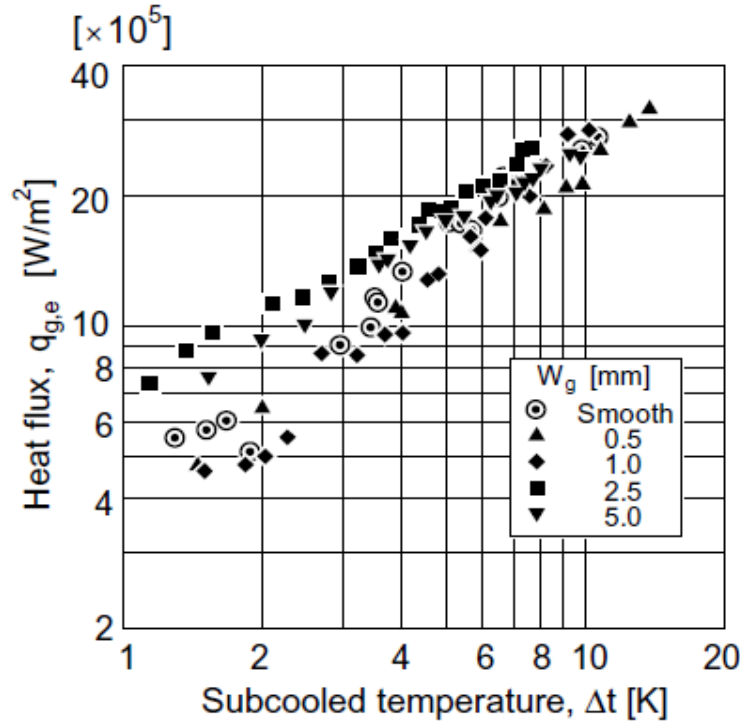 [×10⁵]
40
20
10
8
6
4
2
Heat flux, q_g,e [W/m²]
W_g [mm]
Smooth
0.5
1.0
2.5
5.0
1 2 4 6 8 10 20
Subcooled temperature, Δt [K]